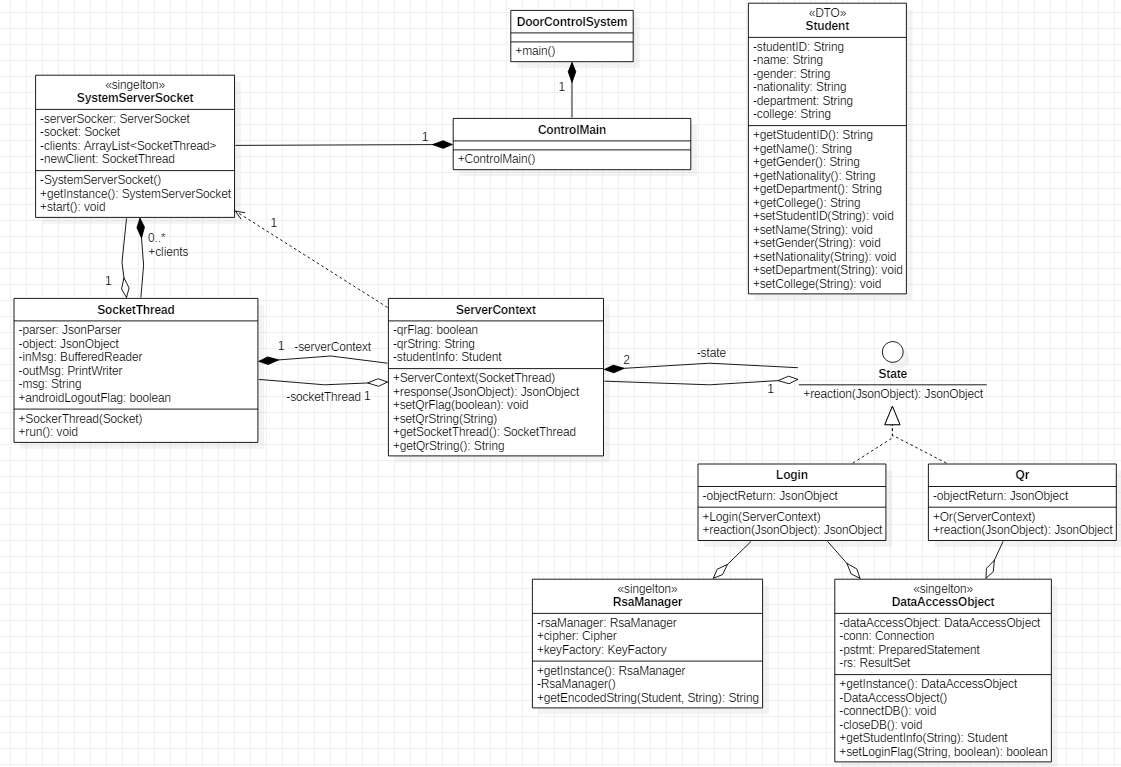 DoorControlSystem
+main()
1
«DTO»
Student
-studentID: String
-name: String
-gender: String
-nationality: String
-department: String
-college: String
+getStudentID(): String
+getName(): String
+getGender(): String
+getNationality(): String
+getDepartment(): String
+getCollege(): String
+setStudentID(String): void
+setName(String): void
+setGender(String): void
+setNationality(String): void
+setDepartment(String): void
+setCollege(String): void
«singelton»
SystemServerSocket
-serverSocker: ServerSocket
-socket: Socket
-clients: ArrayList<SocketThread>
-newClient: SocketThread
-SystemServerSocket()
+getInstance(): SystemServerSocket
+start(): void
1
ControlMain
+ControlMain()
0..*
+clients
1
1
SocketThread
-parser: JsonParser
-object: JsonObject
-inMsg: BufferedReader
-outMsg: PrintWriter
-msg: String
+androidLogoutFlag: boolean
+SockerThread(Socket)
+run(): void
1
-serverContext
-socketThread
1
ServerContext
-qrFlag: boolean
-qrString: String
-studentInfo: Student
+ServerContext(SocketThread)
+response(JsonObject): JsonObject
+setQrFlag(boolean): void
+setQrString(String)
+getSocketThread(): SocketThread
+getQrString(): String
2
-state
1
State
+reaction(JsonObject): JsonObject
Login
-objectReturn: JsonObject
+Login(ServerContext)
+reaction(JsonObject): JsonObject
Qr
-objectReturn: JsonObject
+Or(ServerContext)
+reaction(JsonObject): JsonObject
«singelton»
RsaManager
-rsaManager: RsaManager
+cipher: Cipher
+keyFactory: KeyFactory
+getInstance(): RsaManager
-RsaManager()
+getEncodedString(Student, String): String
«singelton»
DataAccessObject
-dataAccessObject: DataAccessObject
-conn: Connection
-pstmt: PreparedStatement
-rs: ResultSet
+getInstance(): DataAccessObject
-DataAccessObject()
-connectDB(): void
-closeDB(): void
+getStudentInfo(String): Student
+setLoginFlag(String, boolean): boolean